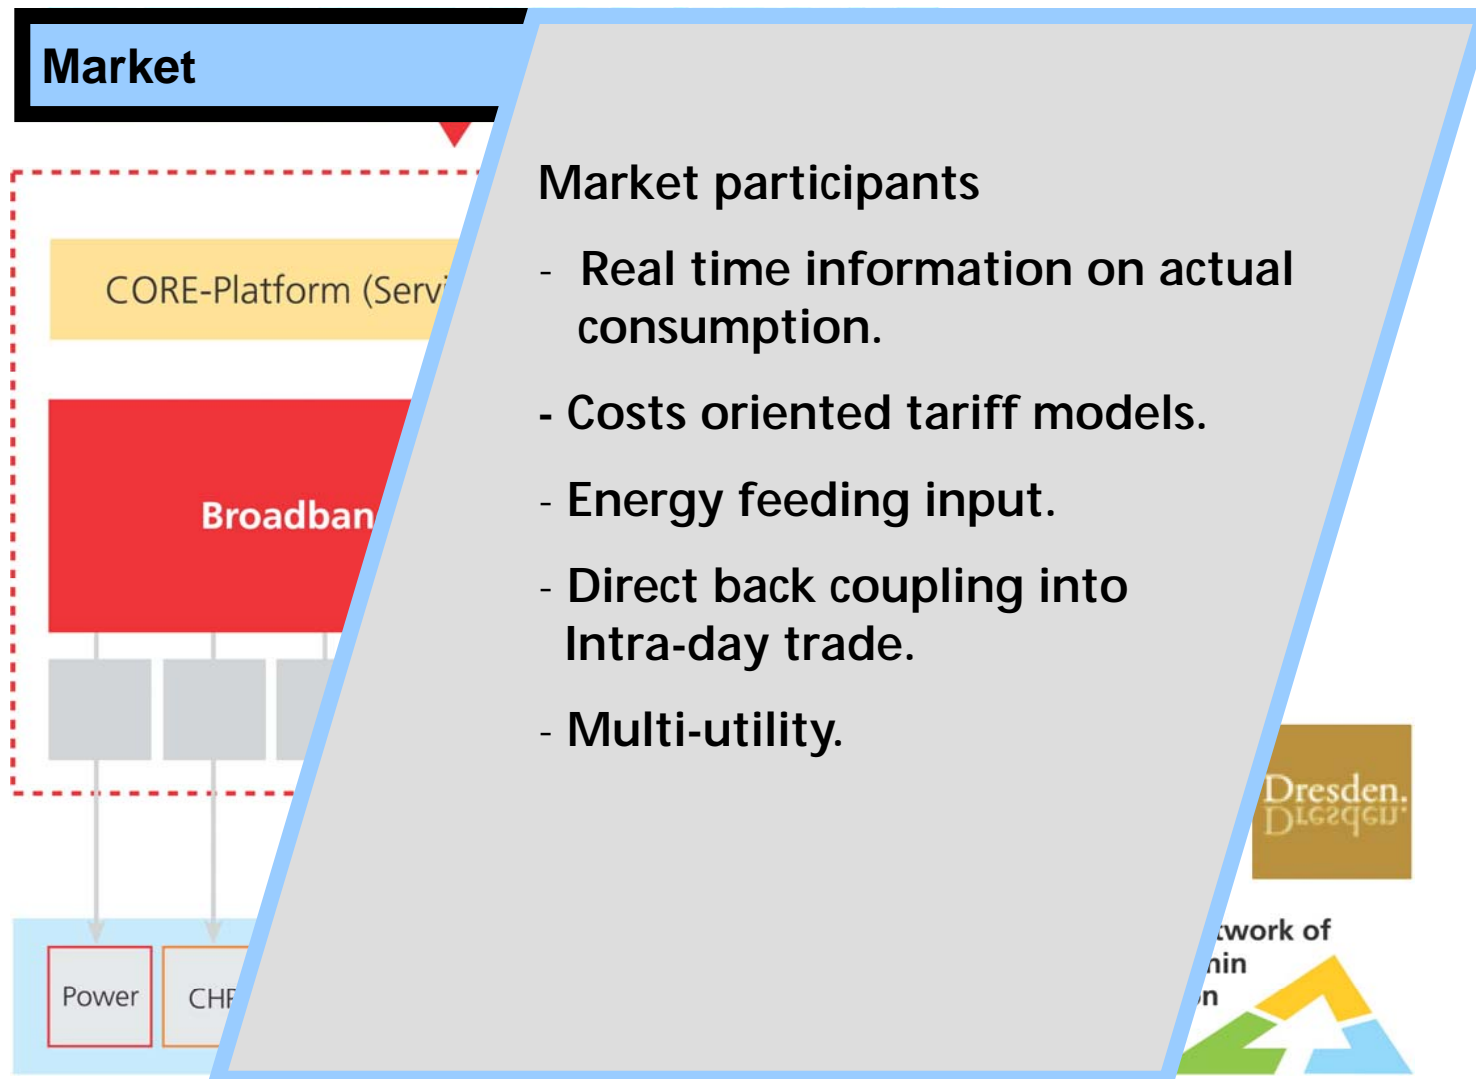 Market
Market participants
- Real time information on actual
consumption.
- Costs oriented tariff models.
- Energy feeding input.
- Direct back coupling into
Intra-day trade.
- Multi-utility.
CORE-Platform
Power
Dresden.
of